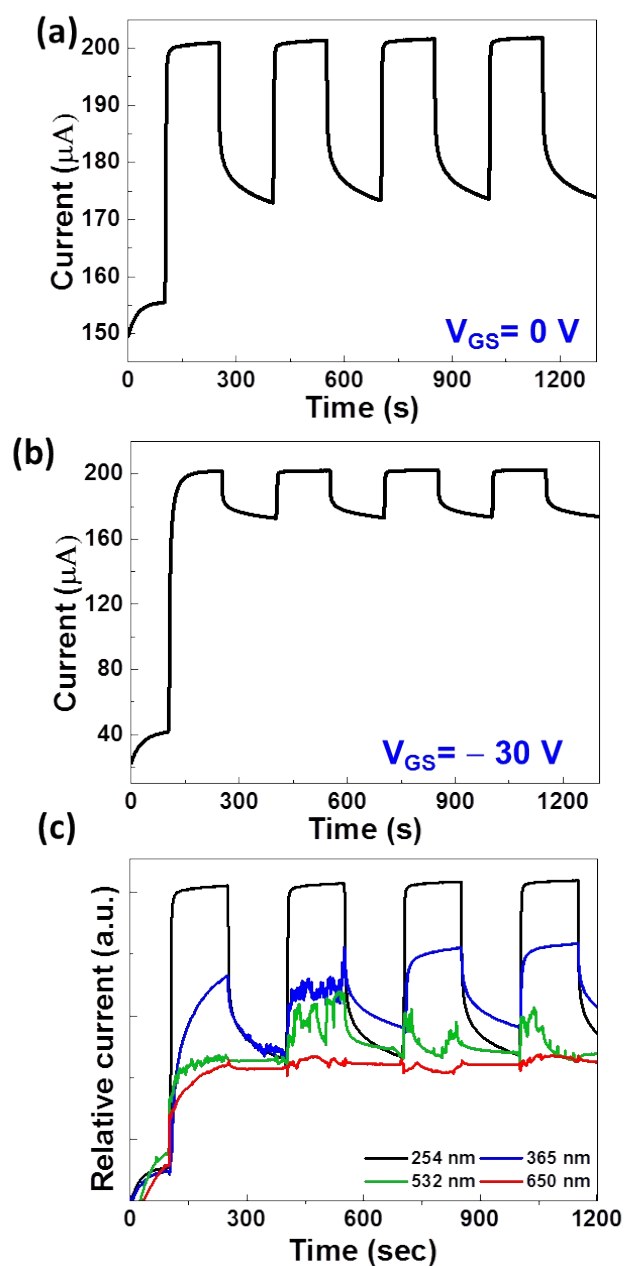 (a)
200
190
180
170
160
150
Current (μA)
V_GS= 0 V
0 300 600 900 1200
Time (s)
(b)
200
160
120
80
40
Current (μA)
V_GS= – 30 V
0 300 600 900 1200
Time (s)
(c)
Relative current (a.u.)
254 nm 365 nm
532 nm 650 nm
0 300 600 900 1200
Time (sec)